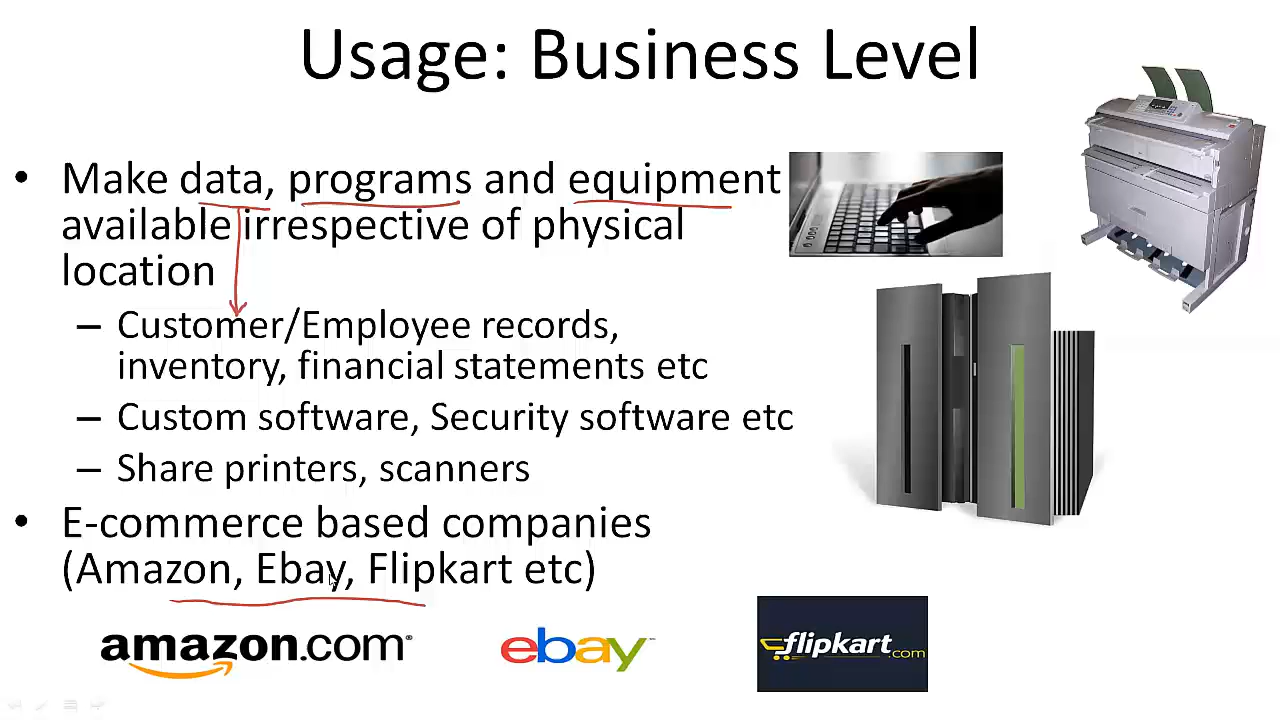 Usage: Business Level
• Make data, programs and equipment
available irrespective of physical
location
– Customer/Employee records,
inventory, financial statements etc
– Custom software, Security software etc
– Share printers, scanners
• E-commerce based companies
(Amazon, Ebay, Flipkart etc)
amazon.com®
ebay™
flipkart.com